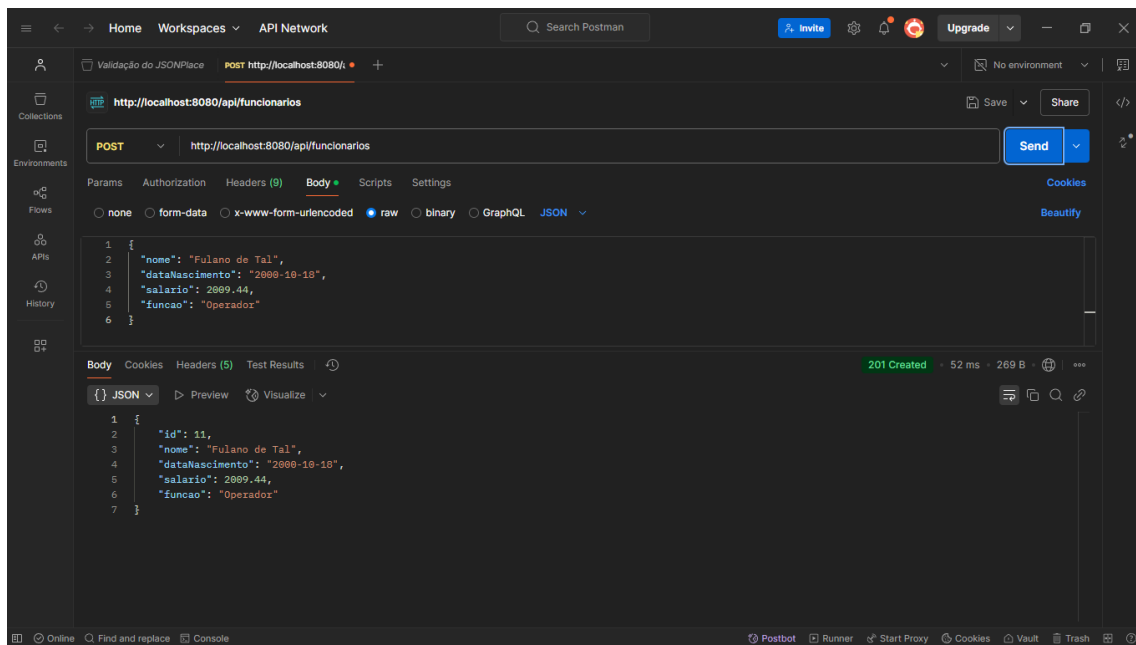 Home Workspaces API Network Search Postman Invite Upgrade
Validação do JSONPlace POST http://localhost:8080/a No environment
HTTP http://localhost:8080/api/funcionarios Save Share
Collections
POST http://localhost:8080/api/funcionarios Send
Environments
Params Authorization Headers (9) Body Scripts Settings Cookies
Flows
none form-data x-www-form-urlencoded raw binary GraphQL JSON Beautify
APIs
History
1 {
2 "nome": "Fulano de Tal",
3 "dataNascimento": "2000-10-18",
4 "salario": 2009.44,
5 "funcao": "Operador"
6 }
Body Cookies Headers (5) Test Results 201 Created 52 ms 269 B
{} JSON Preview Visualize
1 {
2 "id": 11,
3 "nome": "Fulano de Tal",
4 "dataNascimento": "2000-10-18",
5 "salario": 2009.44,
6 "funcao": "Operador"
7 }
Online Find and replace Console Postbot Runner Start Proxy Cookies Vault Trash